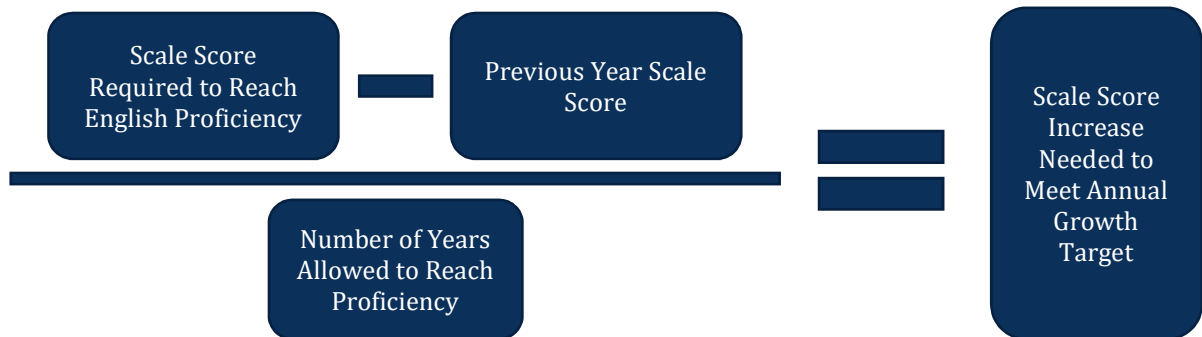 Scale Score
Required to Reach
English Proficiency
Previous Year Scale
Score
Number of Years
Allowed to Reach
Proficiency
Scale Score
Increase
Needed to
Meet Annual
Growth
Target